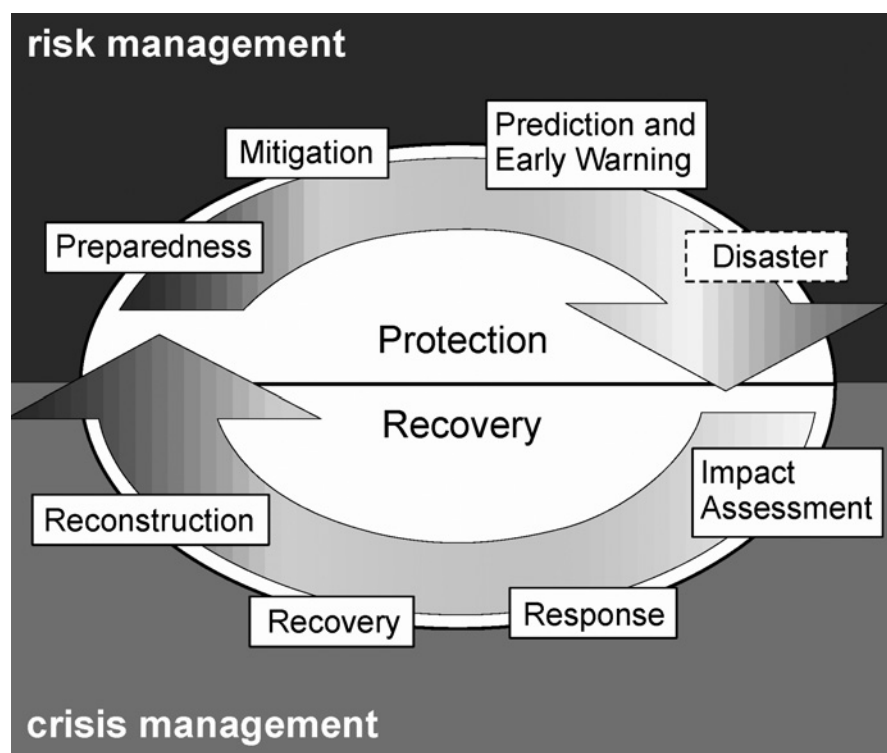 risk management
Mitigation
Prediction and
Early Warning
Preparedness
Disaster
Protection
Recovery
Impact
Assessment
Reconstruction
Recovery
Response
crisis management